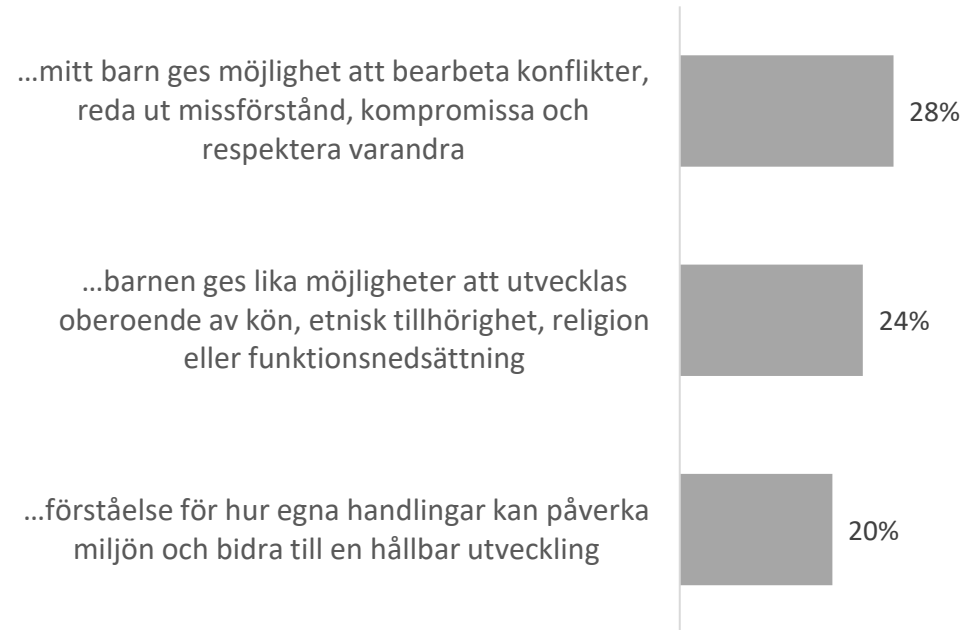 …mitt barn ges möjlighet att bearbeta konflikter,
reda ut missförstånd, kompromissa och
respektera varandra
28%
…barnen ges lika möjligheter att utvecklas
oberoende av kön, etnisk tillhörighet, religion
eller funktionsnedsättning
24%
…förståelse för hur egna handlingar kan påverka
miljön och bidra till en hållbar utveckling
20%